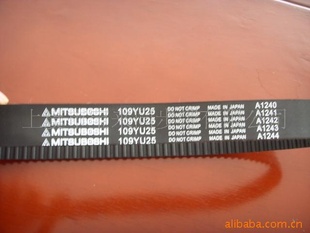 MITSUBOSHI 109YU25 DO NOT CRIMP MADE IN JAPAN A1240
MITSUBOSHI 109YU25 DO NOT CRIMP MADE IN JAPAN A1241
MITSUBOSHI 109YU25 DO NOT CRIMP MADE IN JAPAN A1242
MITSUBOSHI 109YU25 DO NOT CRIMP MADE IN JAPAN A1243
MITSUBOSHI 109YU25 DO NOT CRIMP MADE IN JAPAN A1244
alibaba.com.cn